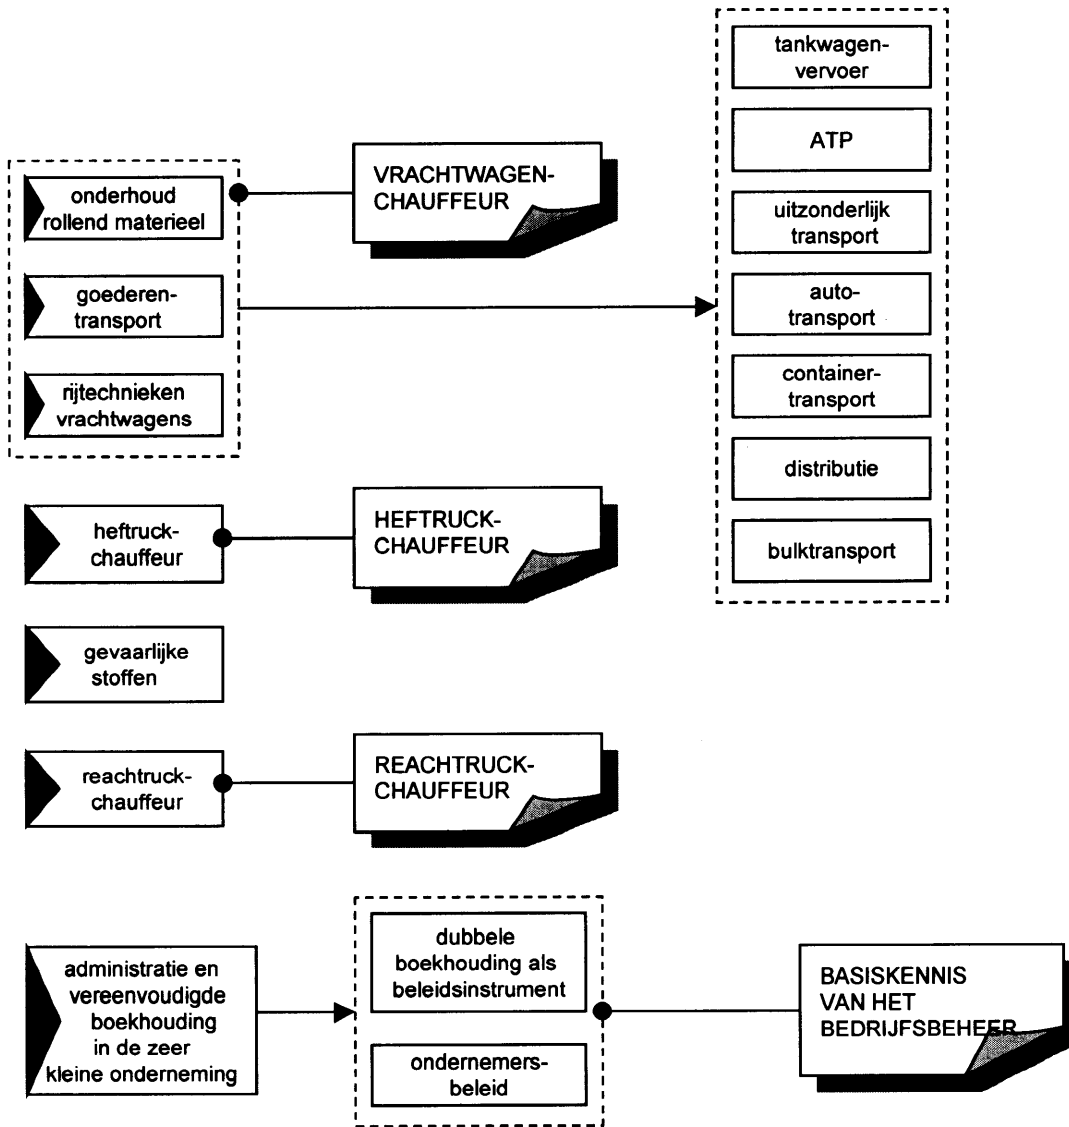 tankwagen-
vervoer
ATP
uitzonderlijk
transport
auto-
transport
container-
transport
distributie
bulktransport
onderhoud
rollend materieel
goederen-
transport
rijtechnieken
vrachtwagens
VRACHTWAGEN-
CHAUFFEUR
heftruck-
chauffeur
HEFTRUCK-
CHAUFFEUR
gevaarlijke
stoffen
reachtruck-
chauffeur
REACHTRUCK-
CHAUFFEUR
administratie en
vereenvoudigde
boekhouding
in de zeer
kleine onderneming
dubbele
boekhouding als
beleidsinstrument
ondernemers-
beleid
BASISKENNIS
VAN HET
BEDRIJFSBEHEER